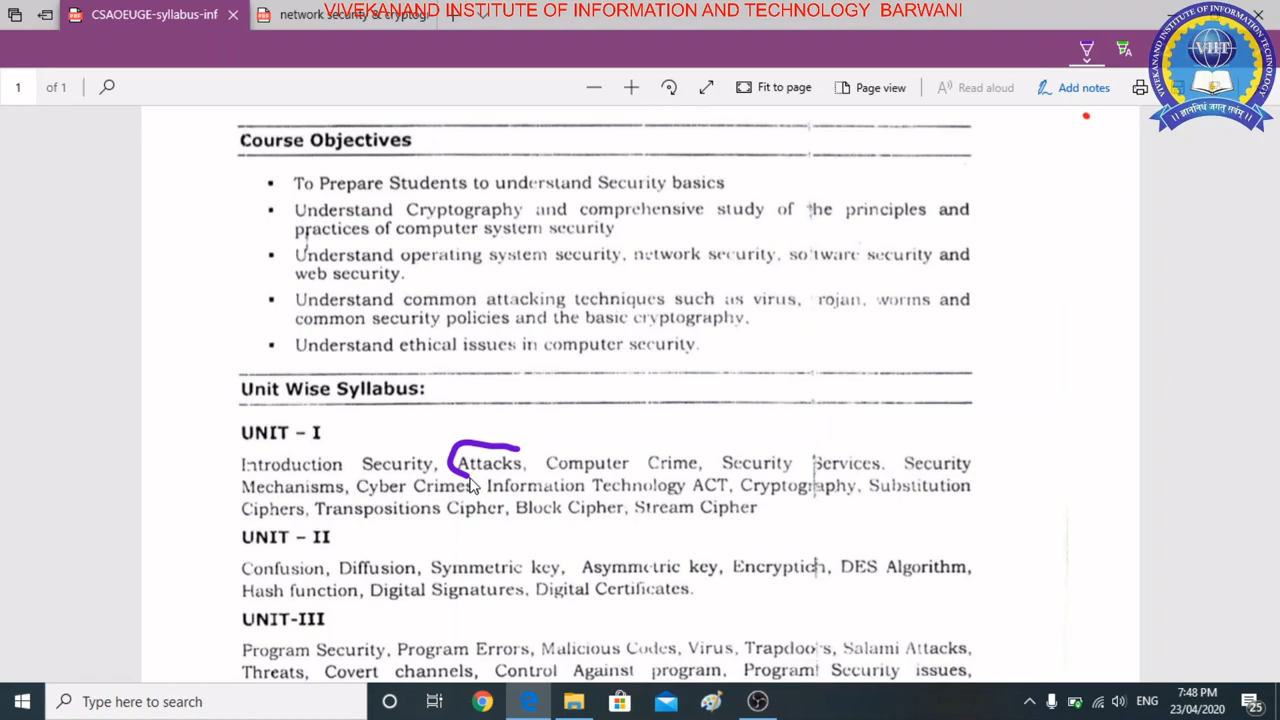 VIVEKANAND INSTITUTE OF INFORMATION AND TECHNOLOGY BARWANI
CSAOEUGE-syllabus-inf
network security & cryptog
1 of 1
Fit to page
Page view
Read aloud
Add notes
VIVEKANAND INSTITUTE OF INFORMATION TECHNOLOGY
VIIT
Course Objectives
▪ To Prepare Students to understand Security basics
▪ Understand Cryptography and comprehensive study of the principles and
practices of computer system security
▪ Understand operating system security, network security, software security and
web security.
▪ Understand common attacking techniques such as virus, rojan, worms and
common security policies and the basic cryptography.
▪ Understand ethical issues in computer security.
Unit Wise Syllabus:
UNIT – I
Introduction Security, Attacks, Computer Crime, Security Services. Security
Mechanisms, Cyber Crimes Information Technology ACT, Cryptography, Substitution
Ciphers, Transpositions Cipher, Block Cipher, Stream Cipher
UNIT – II
Confusion, Diffusion, Symmetric key, Asymmetric key, Encryption, DES Algorithm,
Hash function, Digital Signatures, Digital Certificates.
UNIT-III
Program Security, Program Errors, Malicious Codes, Virus, Trapdoors, Salami Attacks,
Threats, Covert channels, Control Against program, Program Security issues,
Type here to search
ENG
7:48 PM
23/04/2020
25